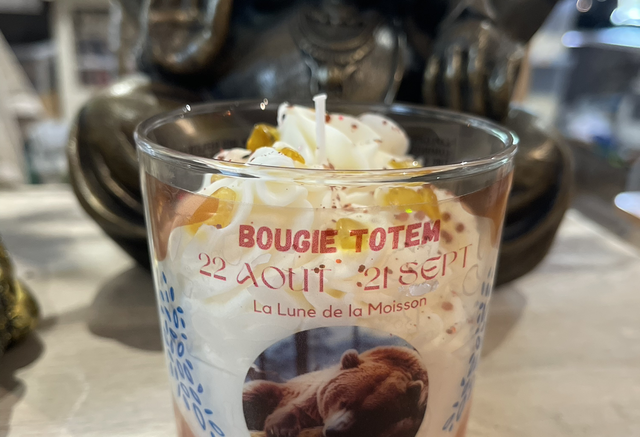 BOUGIE TOTEM
22 AOUT 21 SEPT
La Lune de la Moisson